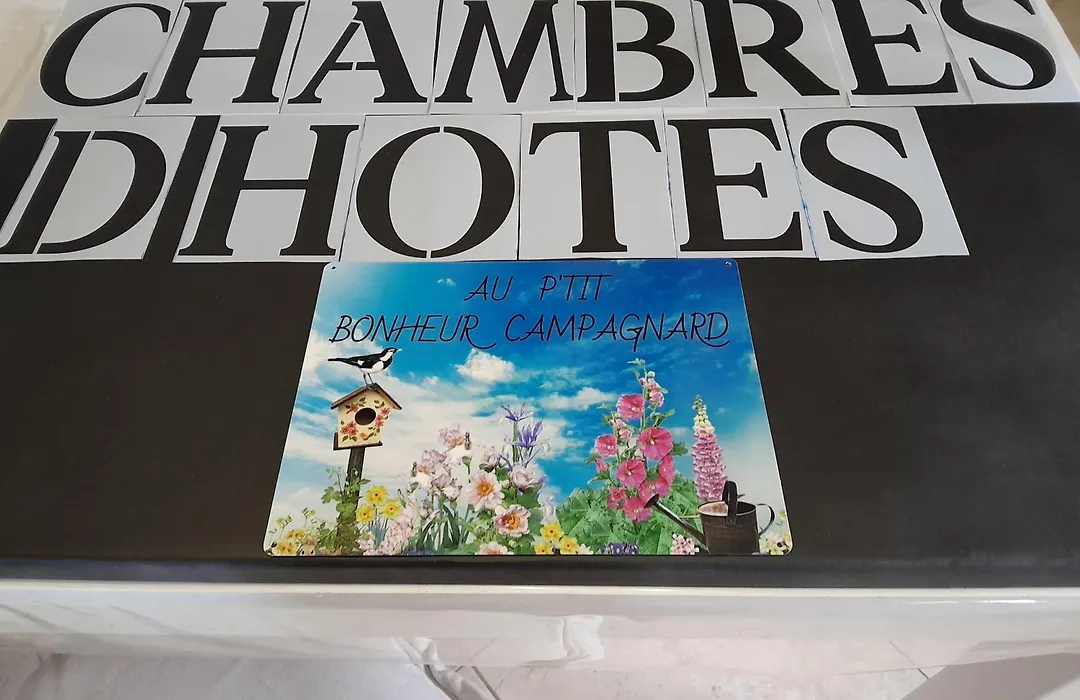 CHAMBRES
DHOTES
AU P'TIT
BONHEUR CAMPAGNARD